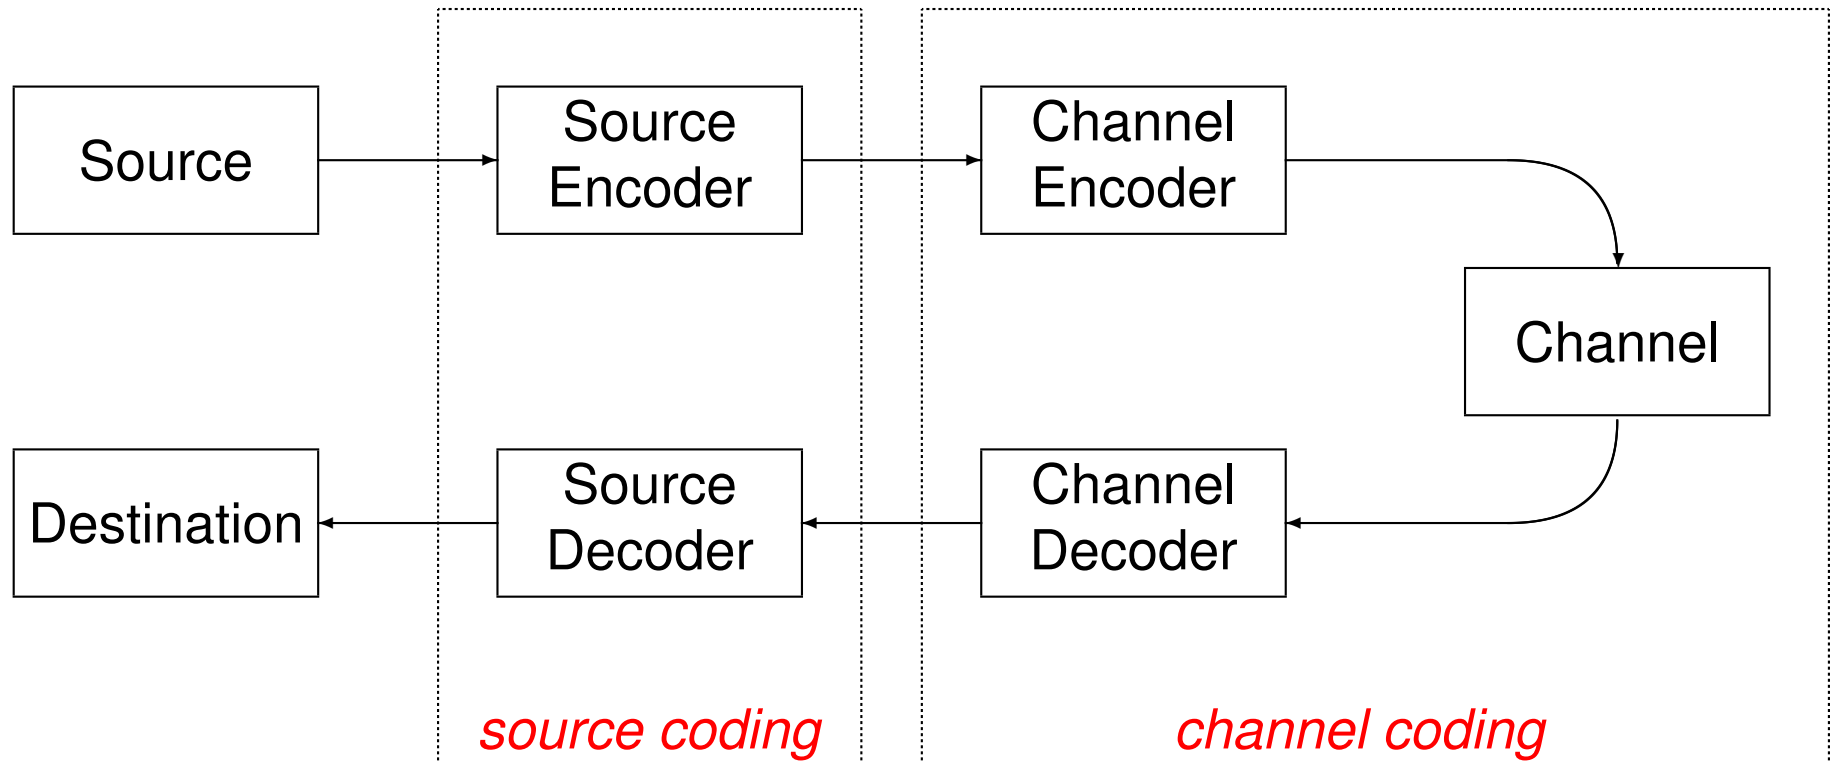 Source
Source
Encoder
Channel
Encoder
Channel
Destination
Source
Decoder
Channel
Decoder
source coding
channel coding